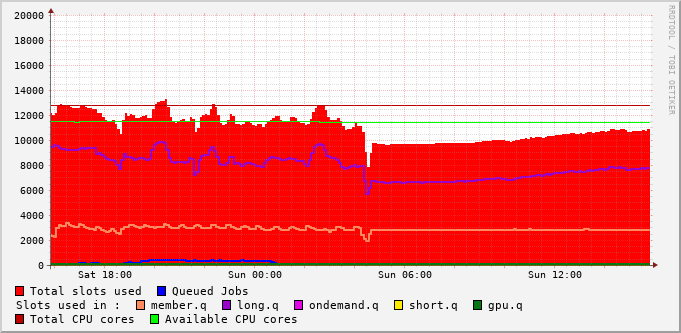 20000
18000
16000
14000
12000
10000
8000
6000
4000
2000
0
Sat 18:00 Sun 00:00 Sun 06:00 Sun 12:00
RRDTOOL / TOBI OETIKER
Total slots used Queued Jobs
Slots used in : member.q long.q ondemand.q short.q gpu.q
Total CPU cores Available CPU cores